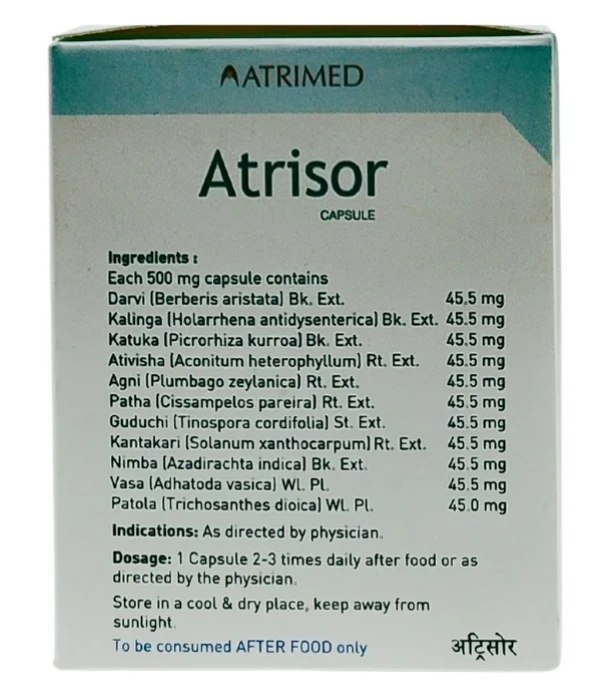 ATRIMED
Atrisor
CAPSULE
Ingredients :
Each 500 mg capsule contains
Darvi (Berberis aristata) Bk. Ext. 45.5 mg
Kalinga (Holarrhena antidysenterica) Bk. Ext. 45.5 mg
Katuka (Picrorhiza kurroa) Bk. Ext. 45.5 mg
Ativisha (Aconitum heterophyllum) Rt. Ext. 45.5 mg
Agni (Plumbago zeylanica) Rt. Ext. 45.5 mg
Patha (Cissampelos pareira) Rt. Ext. 45.5 mg
Guduchi (Tinospora cordifolia) St. Ext. 45.5 mg
Kantakari (Solanum xanthocarpum) Rt. Ext. 45.5 mg
Nimba (Azadirachta indica) Bk. Ext. 45.5 mg
Vasa (Adhatoda vasica) Wl. Pl. 45.5 mg
Patola (Trichosanthes dioica) Wl. Pl. 45.0 mg
Indications: As directed by physician.
Dosage: 1 Capsule 2-3 times daily after food or as
directed by the physician.
Store in a cool & dry place, keep away from
sunlight.
To be consumed AFTER FOOD only
अट्रिसोर